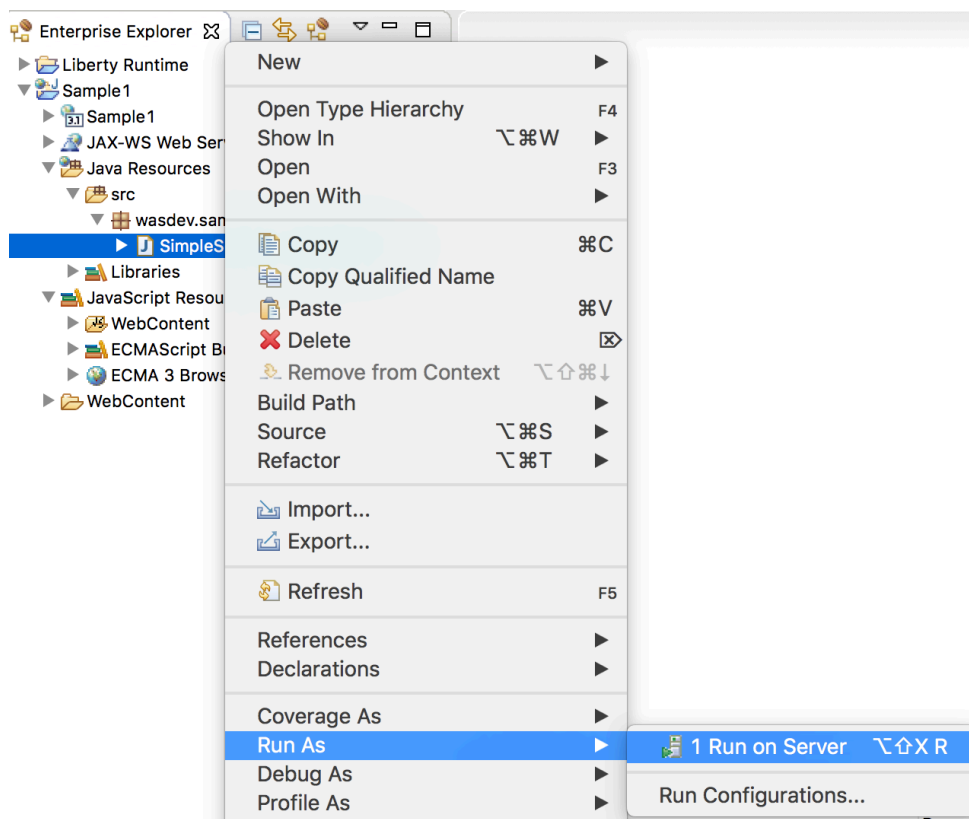 Enterprise Explorer
Liberty Runtime
Sample1
Sample1
JAX-WS Web Ser
Java Resources
src
wasdev.sam
SimpleS
Libraries
JavaScript Resou
WebContent
ECMAScript Bu
ECMA 3 Brows
WebContent
New
Open Type Hierarchy F4
Show In ⌥⌘W
Open F3
Open With
Copy ⌘C
Copy Qualified Name
Paste ⌘V
Delete ⌦
Remove from Context ⌥⇧⌘↓
Build Path
Source ⌥⌘S
Refactor ⌥⌘T
Import...
Export...
Refresh F5
References
Declarations
Coverage As
Run As
Debug As
Profile As
1 Run on Server ⌥⇧X R
Run Configurations...